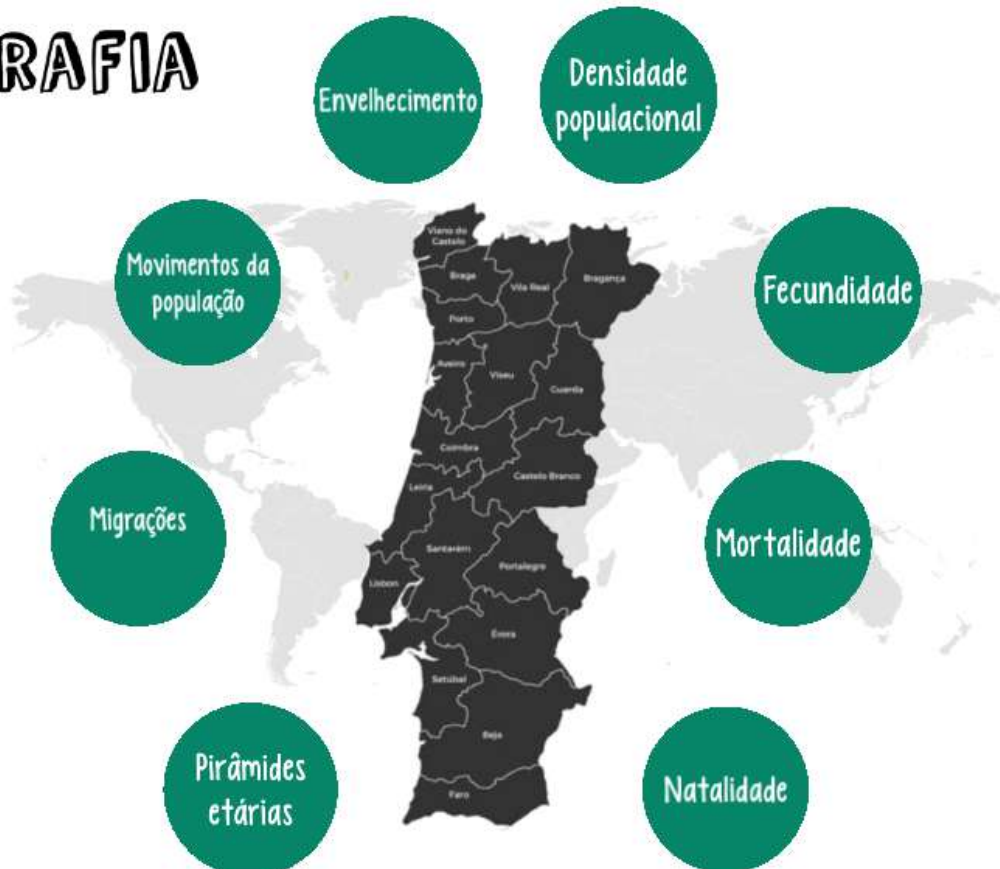 RAFIA
Envelhecimento
Densidade
populacional
Movimentos da
população
Fecundidade
Migrações
Mortalidade
Pirâmides
etárias
Natalidade
Viano do
Castelo
Braga
Vila Real
Bragança
Porto
Aveiro
Viseu
Guarda
Coimbra
Castelo Branco
Leiria
Santarém
Portalegre
Lisbon
Évora
Setúbal
Beja
Faro